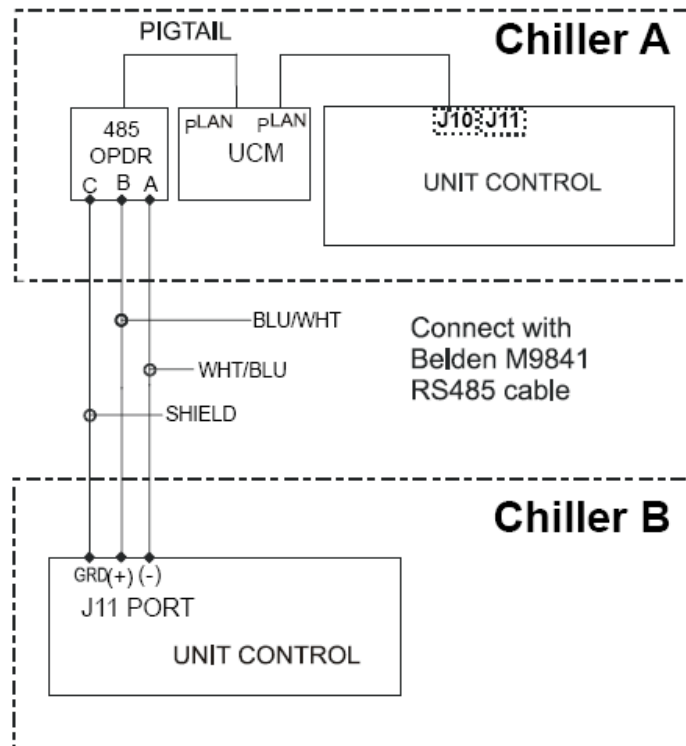 PIGTAIL
Chiller A
485
OPDR
C B A
pLAN pLAN
UCM
J10 J11
UNIT CONTROL
BLU/WHT
WHT/BLU
SHIELD
Connect with
Belden M9841
RS485 cable
Chiller B
GRD(+) (-)
J11 PORT
UNIT CONTROL